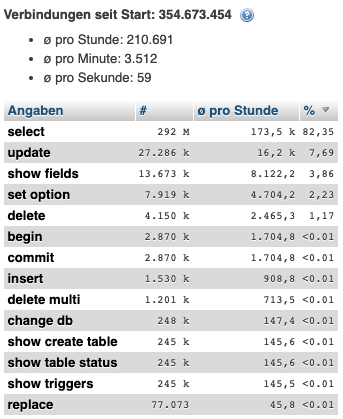 Verbindungen seit Start: 354.673.454
• ø pro Stunde: 210.691
• ø pro Minute: 3.512
• ø pro Sekunde: 59
Angaben # ø pro Stunde %
select 292 M 173,5 k 82,35
update 27.286 k 16,2 k 7,69
show fields 13.673 k 8.122,2 3,86
set option 7.919 k 4.704,2 2,23
delete 4.150 k 2.465,3 1,17
begin 2.870 k 1.704,8 <0.01
commit 2.870 k 1.704,8 <0.01
insert 1.530 k 908,8 <0.01
delete multi 1.201 k 713,5 <0.01
change db 248 k 147,4 <0.01
show create table 245 k 145,6 <0.01
show table status 245 k 145,6 <0.01
show triggers 245 k 145,5 <0.01
replace 77.073 45,8 <0.01